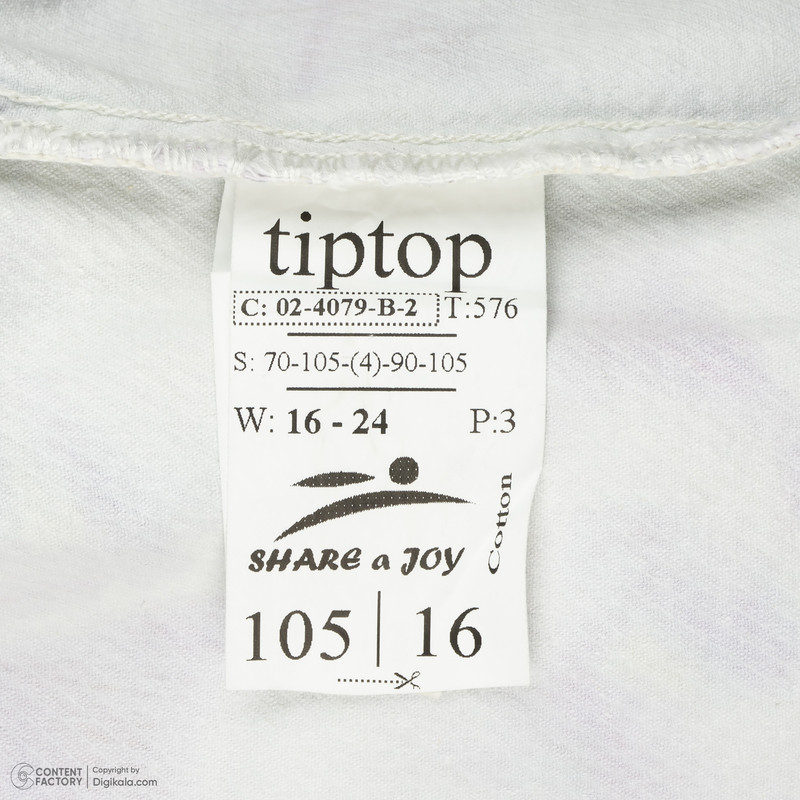 tiptop
C: 02-4079-B-2 T:576
S: 70-105-(4)-90-105
W: 16 - 24 P:3
Cotton
SHARE a JOY
105 | 16
CONTENT FACTORY
Copyright by
Digikala.com